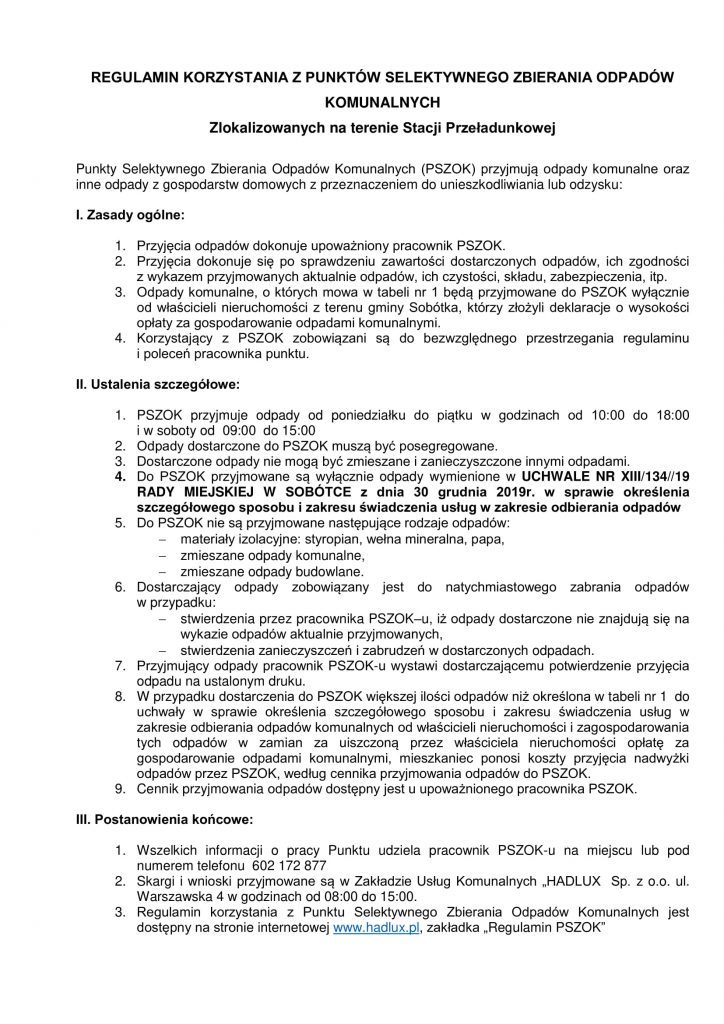 REGULAMIN KORZYSTANIA Z PUNKTÓW SELEKTYWNEGO ZBIERANIA ODPADÓW
KOMUNALNYCH
Zlokalizowanych na terenie Stacji Przeładunkowej
Punkty Selektywnego Zbierania Odpadów Komunalnych (PSZOK) przyjmują odpady komunalne oraz
inne odpady z gospodarstw domowych z przeznaczeniem do unieszkodliwiania lub odzysku:
I. Zasady ogólne:
1. Przyjęcia odpadów dokonuje upoważniony pracownik PSZOK.
2. Przyjęcia dokonuje się po sprawdzeniu zawartości dostarczonych odpadów, ich zgodności
z wykazem przyjmowanych aktualnie odpadów, ich czystości, składu, zabezpieczenia, itp.
3. Odpady komunalne, o których mowa w tabeli nr 1 będą przyjmowane do PSZOK wyłącznie
od właścicieli nieruchomości z terenu gminy Sobótka, którzy złożyli deklaracje o wysokości
opłaty za gospodarowanie odpadami komunalnymi.
4. Korzystający z PSZOK zobowiązani są do bezwzględnego przestrzegania regulaminu
i poleceń pracownika punktu.
II. Ustalenia szczegółowe:
1. PSZOK przyjmuje odpady od poniedziałku do piątku w godzinach od 10:00 do 18:00
i w soboty od 09:00 do 15:00
2. Odpady dostarczone do PSZOK muszą być posegregowane.
3. Dostarczone odpady nie mogą być zmieszane i zanieczyszczone innymi odpadami.
4. Do PSZOK przyjmowane są wyłącznie odpady wymienione w UCHWALE NR XIII/134//19
RADY MIEJSKIEJ W SOBÓTCE z dnia 30 grudnia 2019r. w sprawie określenia
szczegółowego sposobu i zakresu świadczenia usług w zakresie odbierania odpadów
5. Do PSZOK nie są przyjmowane następujące rodzaje odpadów:
– materiały izolacyjne: styropian, wełna mineralna, papa,
– zmieszane odpady komunalne,
– zmieszane odpady budowlane.
6. Dostarczający odpady zobowiązany jest do natychmiastowego zabrania odpadów
w przypadku:
– stwierdzenia przez pracownika PSZOK–u, iż odpady dostarczone nie znajdują się na
wykazie odpadów aktualnie przyjmowanych,
– stwierdzenia zanieczyszczeń i zabrudzeń w dostarczonych odpadach.
7. Przyjmujący odpady pracownik PSZOK-u wystawi dostarczającemu potwierdzenie przyjęcia
odpadu na ustalonym druku.
8. W przypadku dostarczenia do PSZOK większej ilości odpadów niż określona w tabeli nr 1 do
uchwały w sprawie określenia szczegółowego sposobu i zakresu świadczenia usług w
zakresie odbierania odpadów komunalnych od właścicieli nieruchomości i zagospodarowania
tych odpadów w zamian za uiszczoną przez właściciela nieruchomości opłatę za
gospodarowanie odpadami komunalnymi, mieszkaniec ponosi koszty przyjęcia nadwyżki
odpadów przez PSZOK, według cennika przyjmowania odpadów do PSZOK.
9. Cennik przyjmowania odpadów dostępny jest u upoważnionego pracownika PSZOK.
III. Postanowienia końcowe:
1. Wszelkich informacji o pracy Punktu udziela pracownik PSZOK-u na miejscu lub pod
numerem telefonu 602 172 877
2. Skargi i wnioski przyjmowane są w Zakładzie Usług Komunalnych „HADLUX Sp. z o.o. ul.
Warszawska 4 w godzinach od 08:00 do 15:00.
3. Regulamin korzystania z Punktu Selektywnego Zbierania Odpadów Komunalnych jest
dostępny na stronie internetowej www.hadlux.pl, zakładka „Regulamin PSZOK”